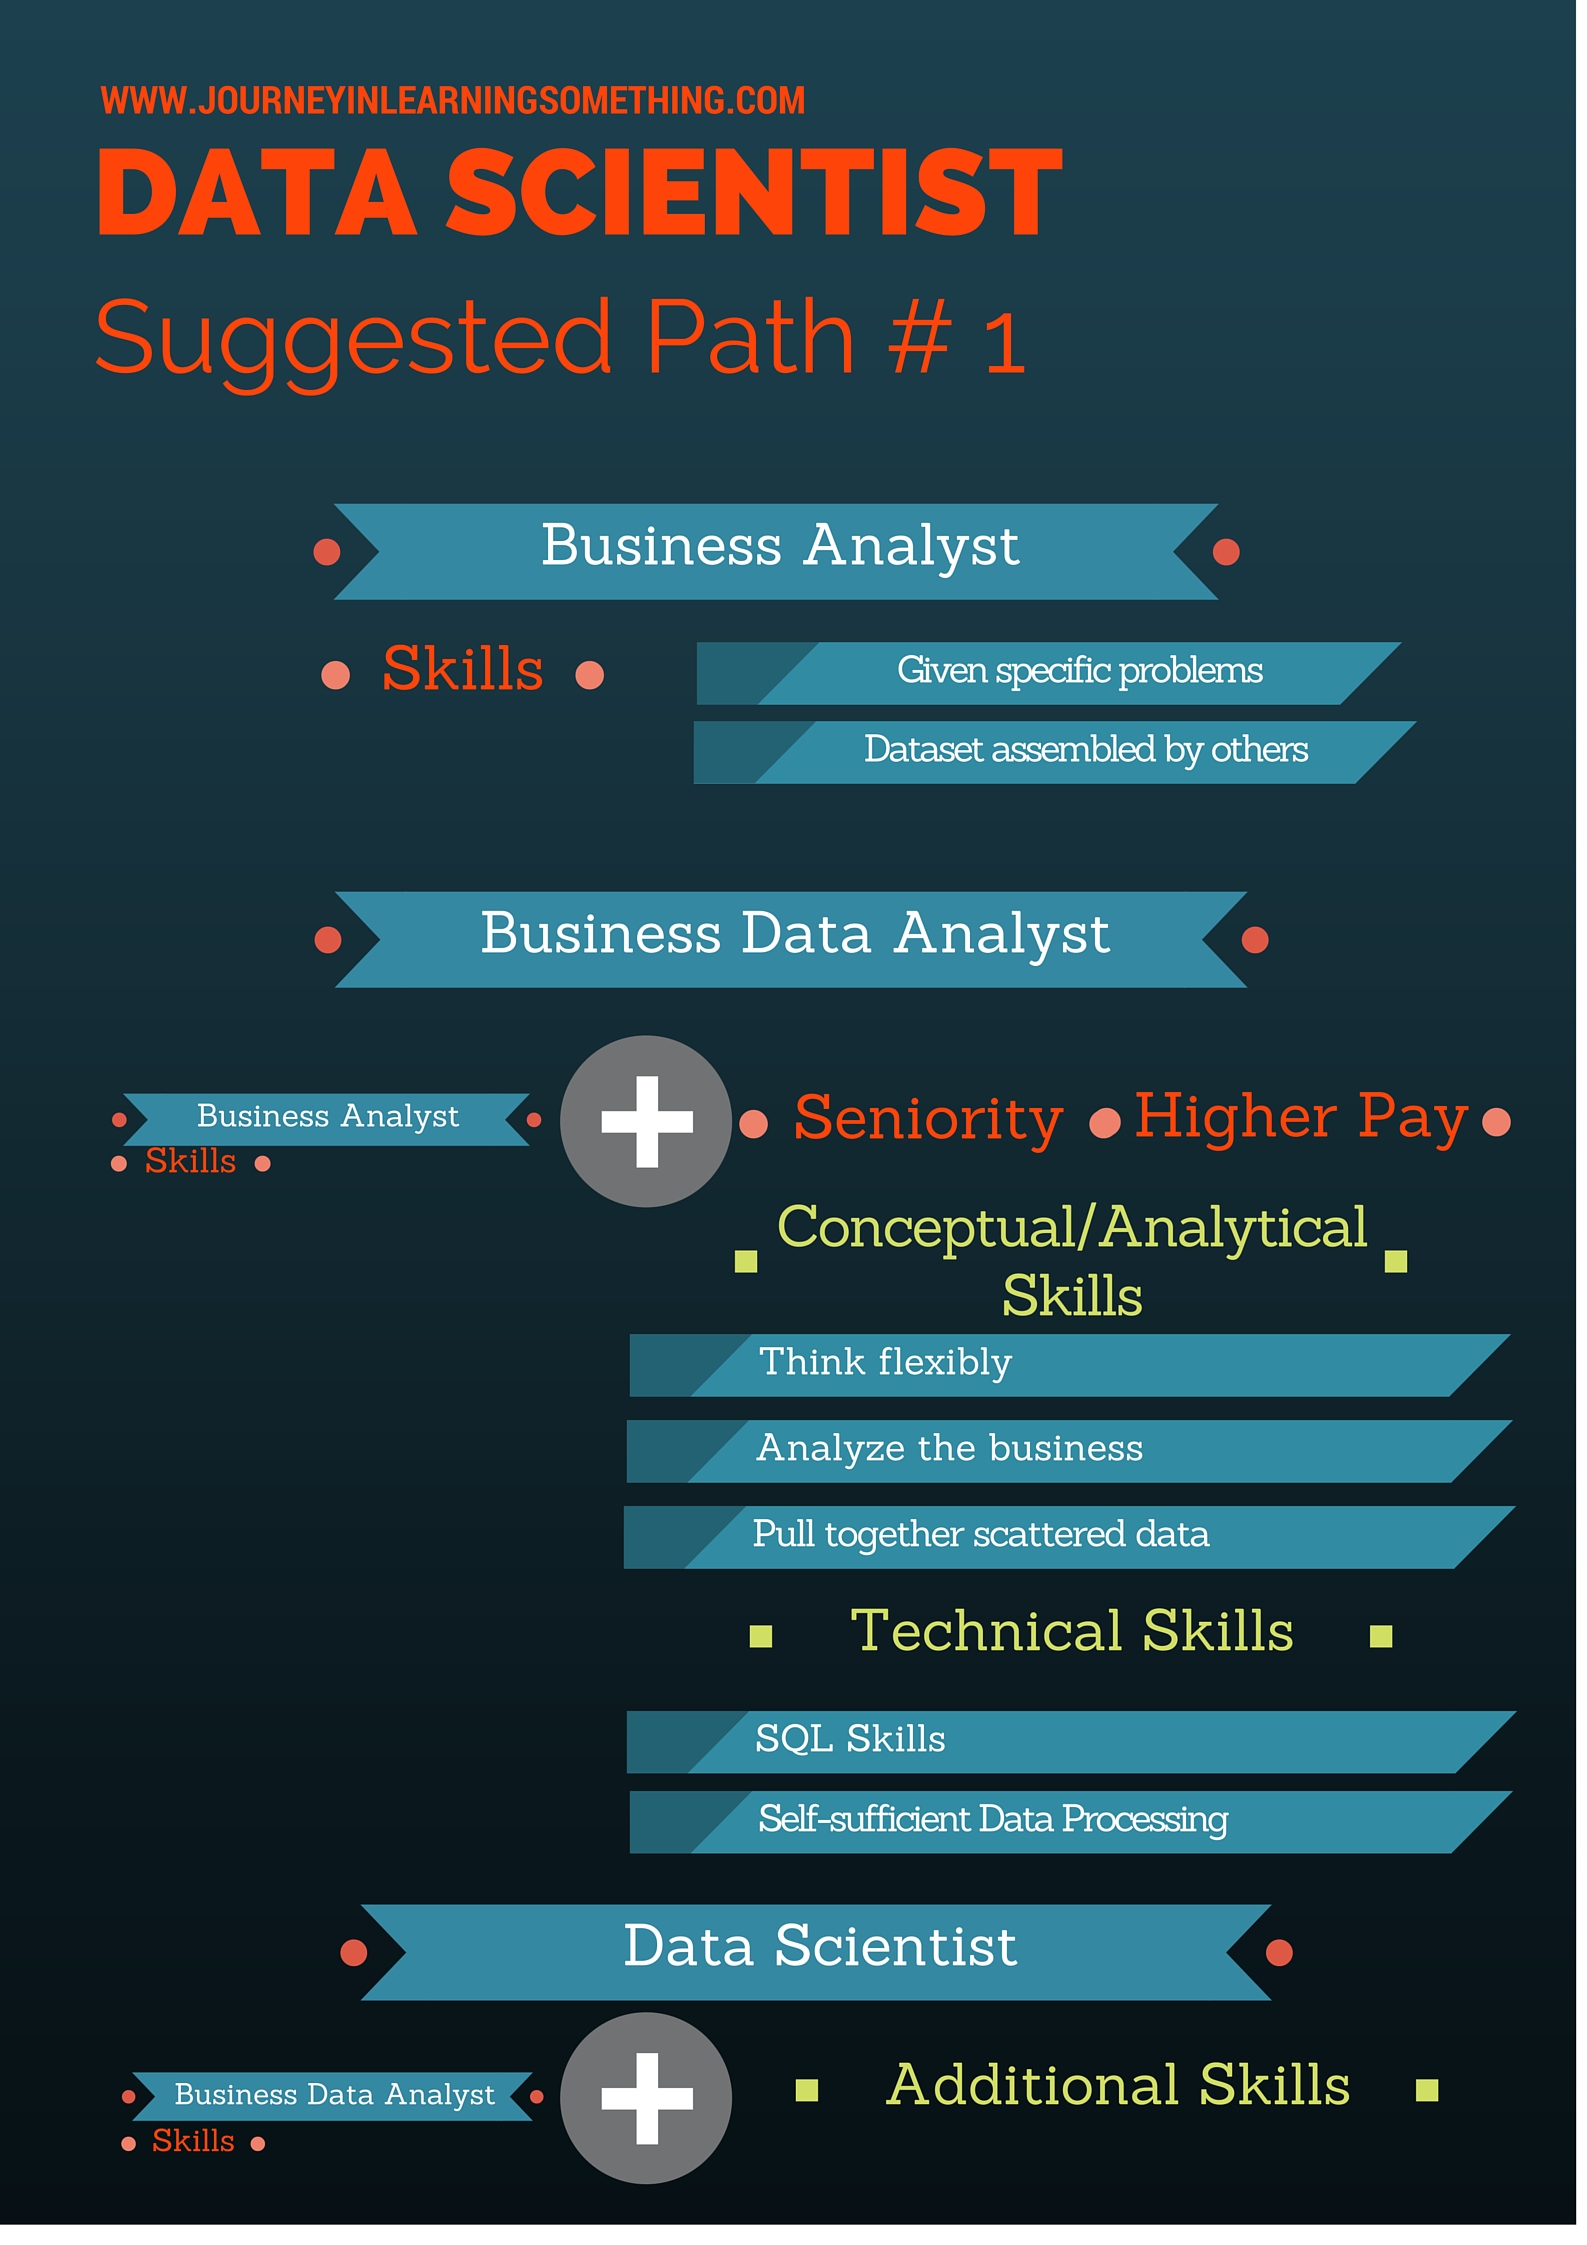 WWW.JOURNEYINLEARNINGSOMETHING.COM
DATA SCIENTIST
Suggested Path # 1
Business Analyst
Skills
Given specific problems
Dataset assembled by others
Business Data Analyst
Business Analyst
Skills
Seniority
Higher Pay
Conceptual/Analytical
Skills
Think flexibly
Analyze the business
Pull together scattered data
Technical Skills
SQL Skills
Self-sufficient Data Processing
Data Scientist
Business Data Analyst
Skills
Additional Skills